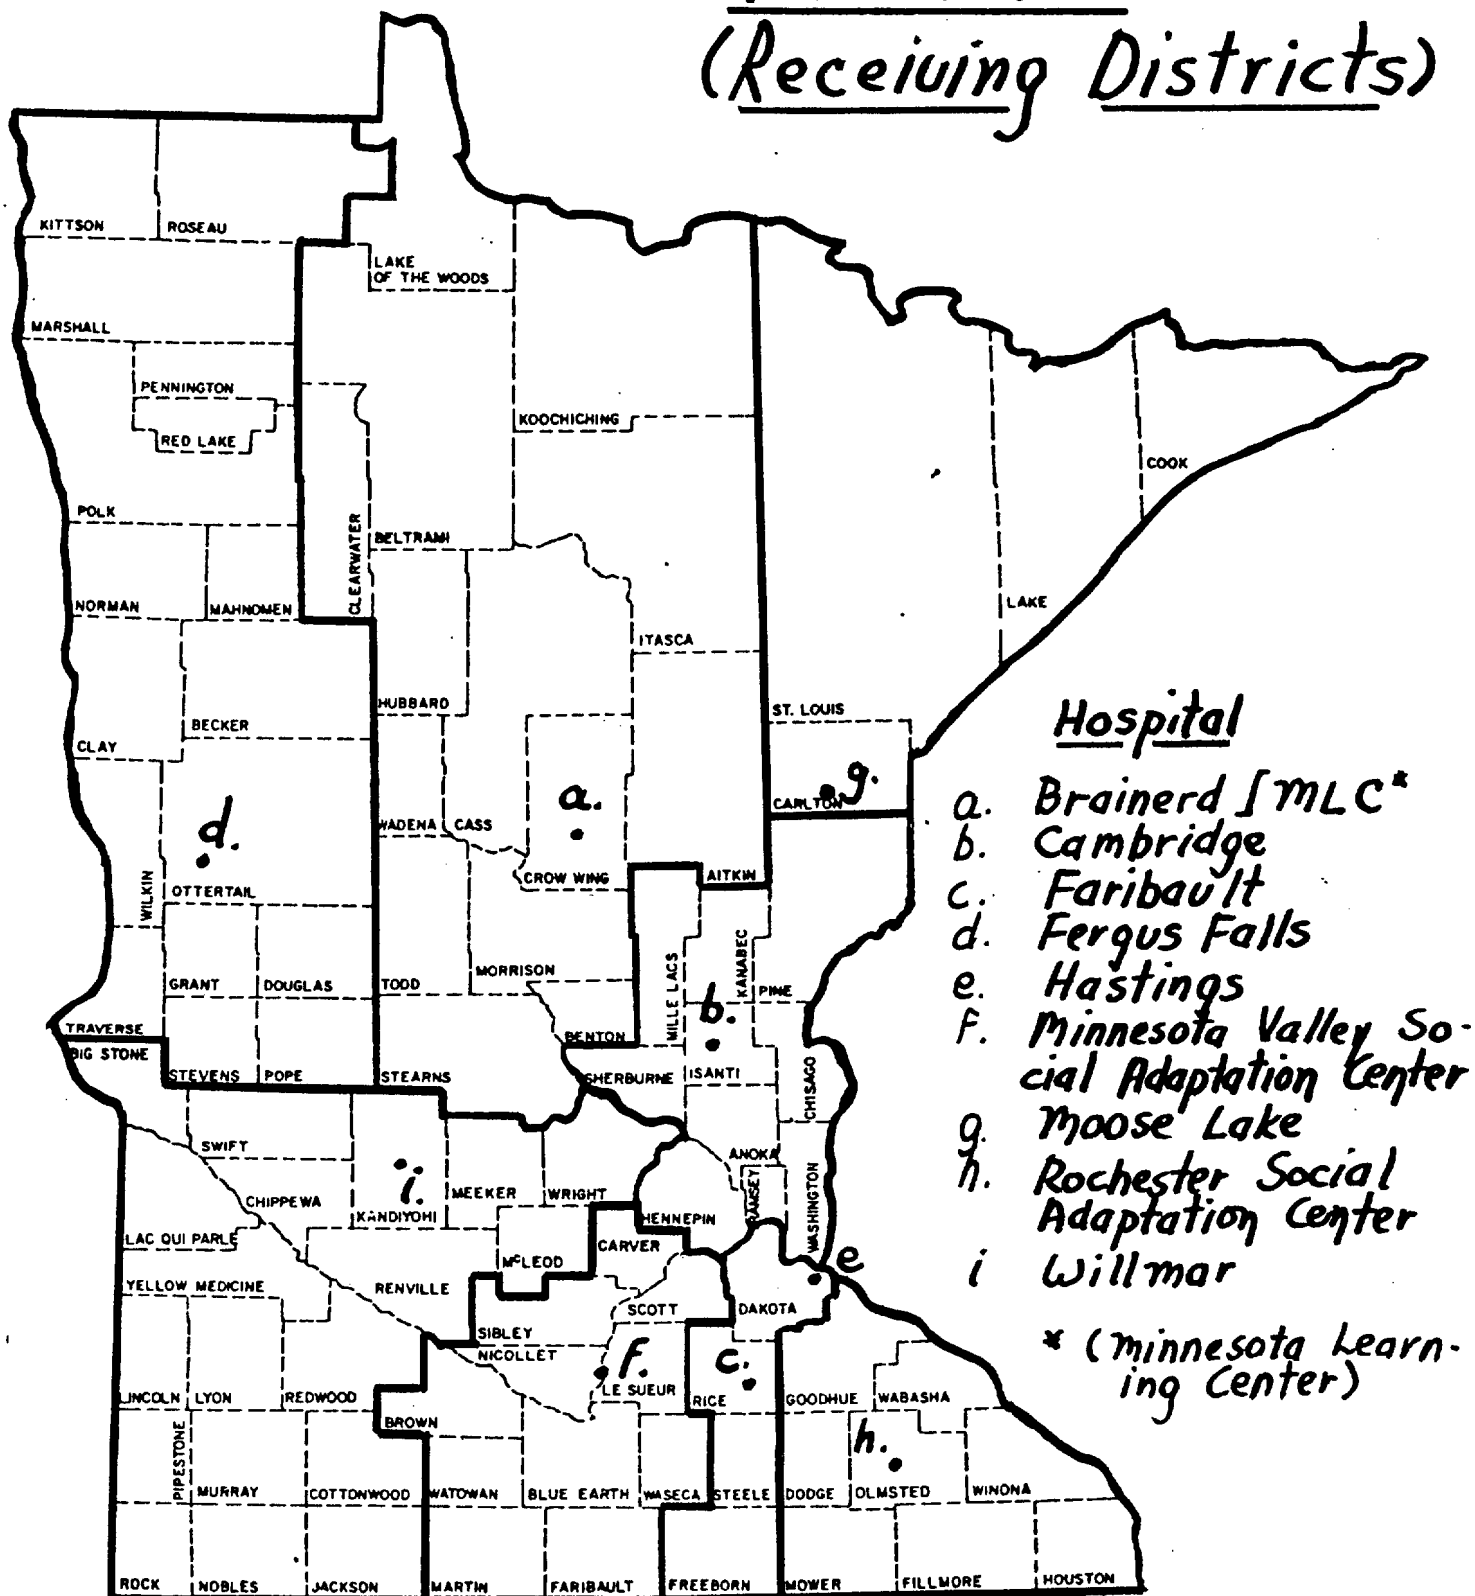 (Receiving Districts)
KITTSON
ROSEAU
LAKE
OF THE WOODS
MARSHALL
PENNINGTON
RED LAKE
KOOCHICHING
COOK
POLK
CLEARWATER
BELTRAMI
NORMAN
MAHNOMEN
LAKE
ITASCA
HUBBARD
ST. LOUIS
BECKER
CLAY
a.
g.
CARLTON
d.
WADENA
CASS
CROW WING
AITKIN
WILKIN
OTTERTAIL
GRANT
DOUGLAS
TODD
MORRISON
MILLE LACS
KANABEC
PINE
b.
TRAVERSE
BIG STONE
BENTON
STEVENS
POPE
STEARNS
SHERBURNE
ISANTI
CHISAGO
SWIFT
ANOKA
i.
CHIPPEWA
KANDIYOHI
MEEKER
WRIGHT
HENNEPIN
RAMSEY
WASHINGTON
LAC QUI PARLE
CARVER
MCLEOD
e
YELLOW MEDICINE
RENVILLE
SCOTT
DAKOTA
SIBLEY
NICOLLET
f.
c.
LINCOLN
LYON
REDWOOD
LE SUEUR
RICE
GOODHUE
WABASHA
BROWN
h.
PIPESTONE
MURRAY
COTTONWOOD
WATOWAN
BLUE EARTH
WASECA
STEELE
DODGE
OLMSTED
WINONA
ROCK
NOBLES
JACKSON
MARTIN
FARIBAULT
FREEBORN
MOWER
FILLMORE
HOUSTON
Hospital
a. Brainerd / MLC*
b. Cambridge
c. Faribault
d. Fergus Falls
e. Hastings
f. Minnesota Valley So-
cial Adaptation Center
g. Moose Lake
h. Rochester Social
Adaptation Center
i Willmar
* (Minnesota Learn-
ing Center)